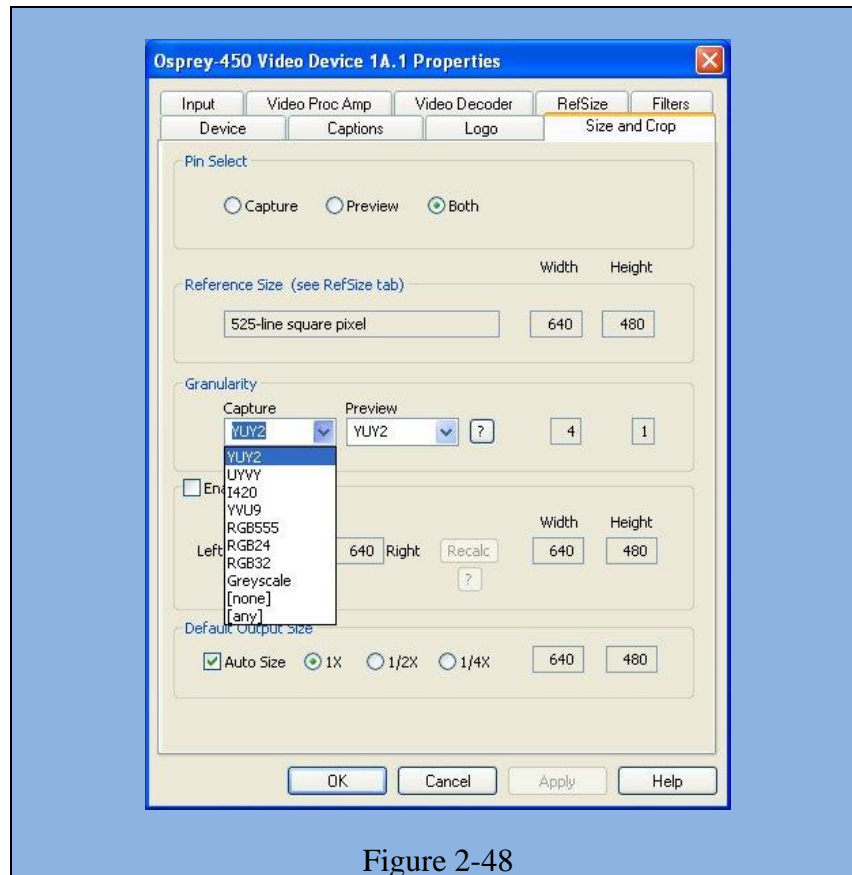 Osprey-450 Video Device 1A.1 Properties
Input Video Proc Amp Video Decoder RefSize Filters
Device Captions Logo Size and Crop
Pin Select
Capture Preview Both
Width Height
Reference Size (see RefSize tab)
525-line square pixel 640 480
Granularity
Capture Preview
YUY2 YUY2 ? 4 1
YUY2
UYVY
I420
YVU9
RGB555
RGB24
RGB32
Greyscale
[none]
[any]
Ena
Width Height
Left 640 Right Recalc 640 480
?
Default Output Size
Auto Size 1X 1/2X 1/4X 640 480
OK Cancel Apply Help
Figure 2-48